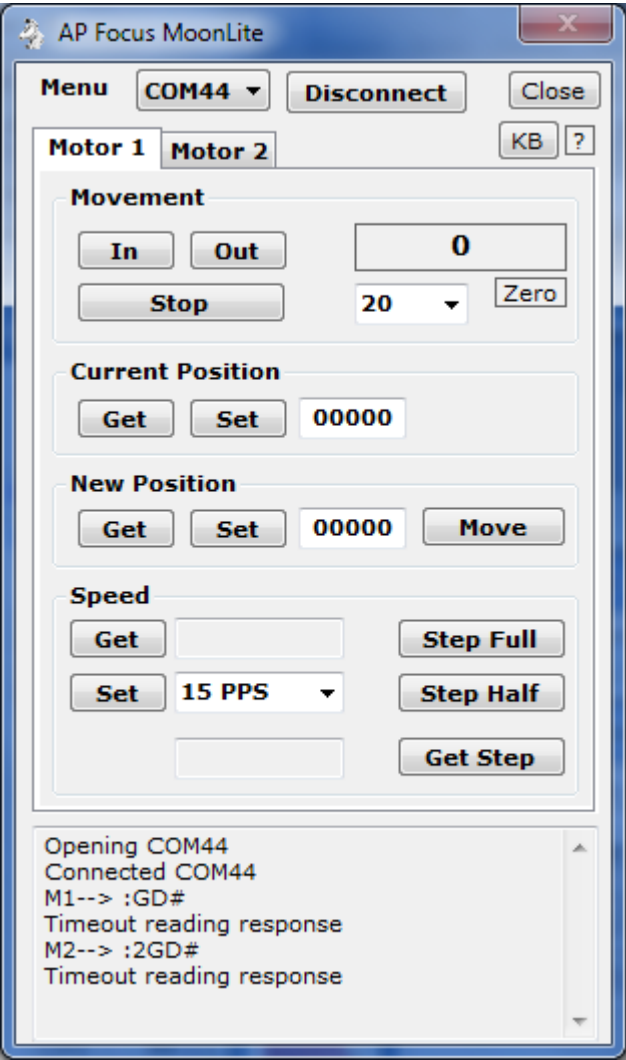 AP Focus MoonLite
Menu COM44 Disconnect Close
Motor 1 Motor 2 KB ?
Movement
In Out 0
Stop 20 Zero
Current Position
Get Set 00000
New Position
Get Set 00000 Move
Speed
Get Step Full
Set 15 PPS Step Half
Get Step
Opening COM44
Connected COM44
M1--> :GD#
Timeout reading response
M2--> :2GD#
Timeout reading response